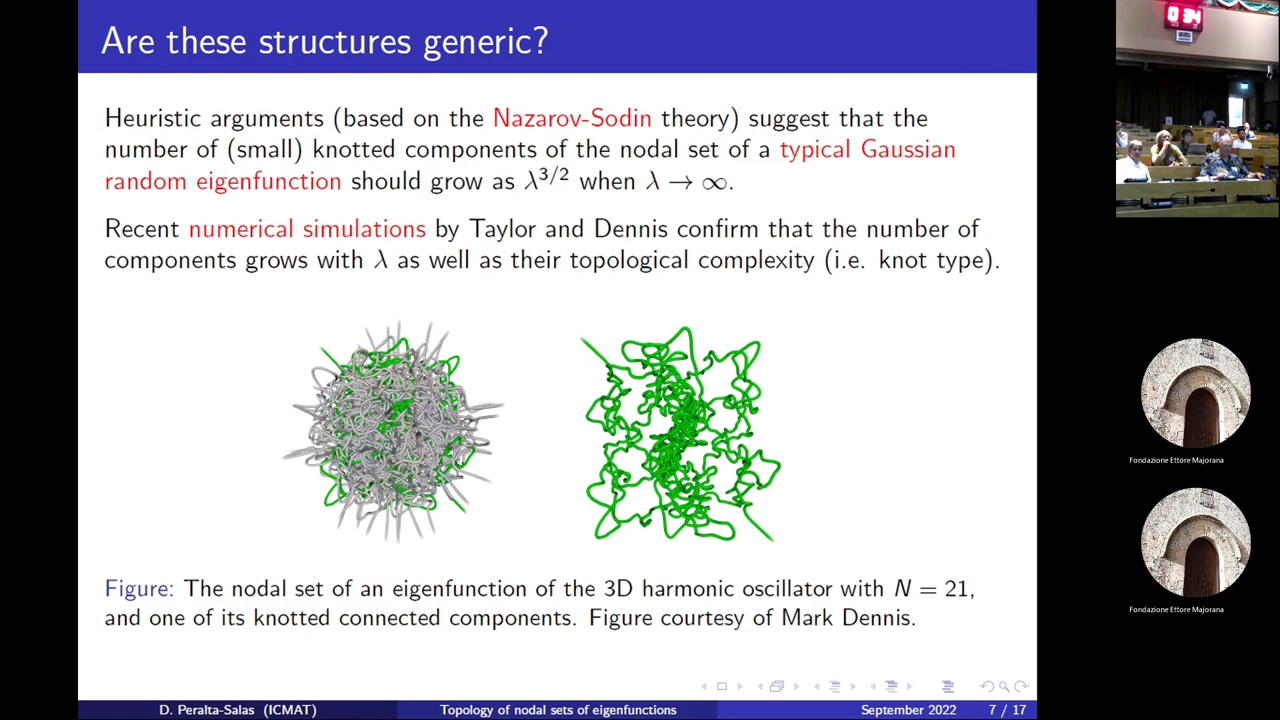 Are these structures generic?
Heuristic arguments (based on the Nazarov-Sodin theory) suggest that the
number of (small) knotted components of the nodal set of a typical Gaussian
random eigenfunction should grow as λ^{3/2} when λ → ∞.
Recent numerical simulations by Taylor and Dennis confirm that the number of
components grows with λ as well as their topological complexity (i.e. knot type).
Figure: The nodal set of an eigenfunction of the 3D harmonic oscillator with N = 21,
and one of its knotted connected components. Figure courtesy of Mark Dennis.
D. Peralta-Salas (ICMAT) Topology of nodal sets of eigenfunctions September 2022 7 / 17
0 34
Fondazione Ettore Majorana
Fondazione Ettore Majorana